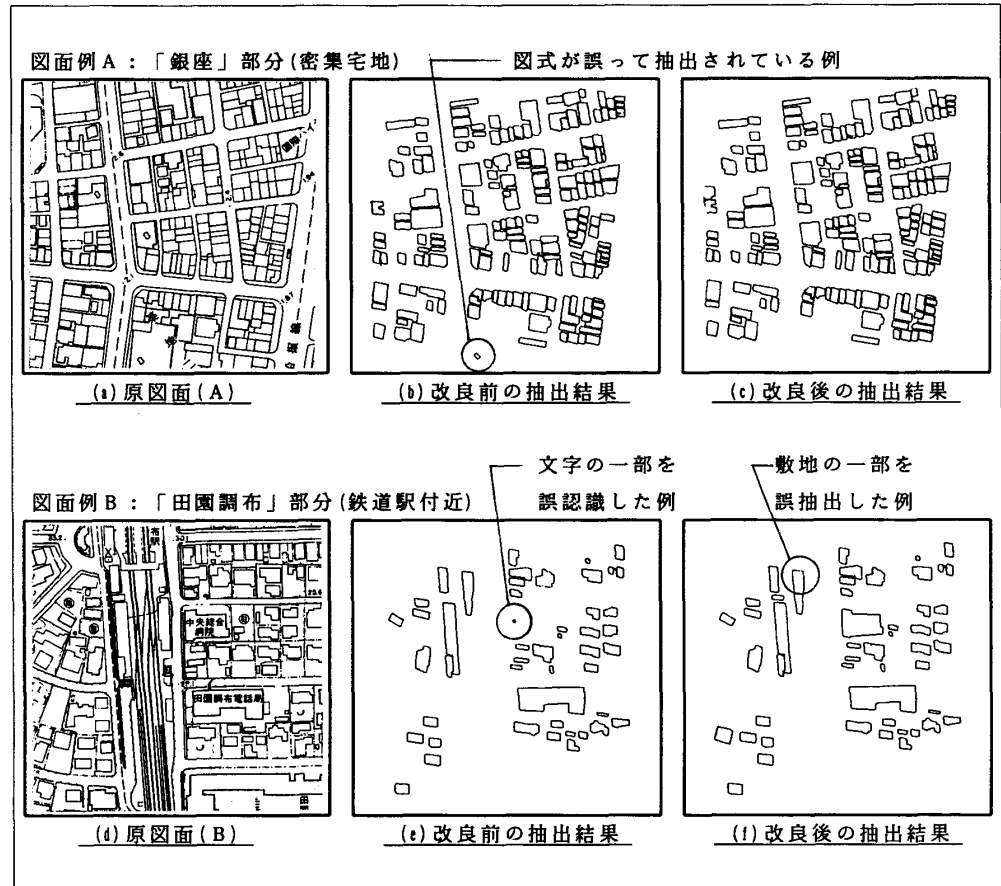 図面例A:「銀座」部分(密集宅地)
図式が誤って抽出されている例
(a)原図面(A)
(b)改良前の抽出結果
(c)改良後の抽出結果
文字の一部を
誤認識した例
敷地の一部を
誤抽出した例
図面例B:「田園調布」部分(鉄道駅付近)
布駅
中央総合
病院
田園調布電話局
田
(d)原図面(B)
(e)改良前の抽出結果
(f)改良後の抽出結果